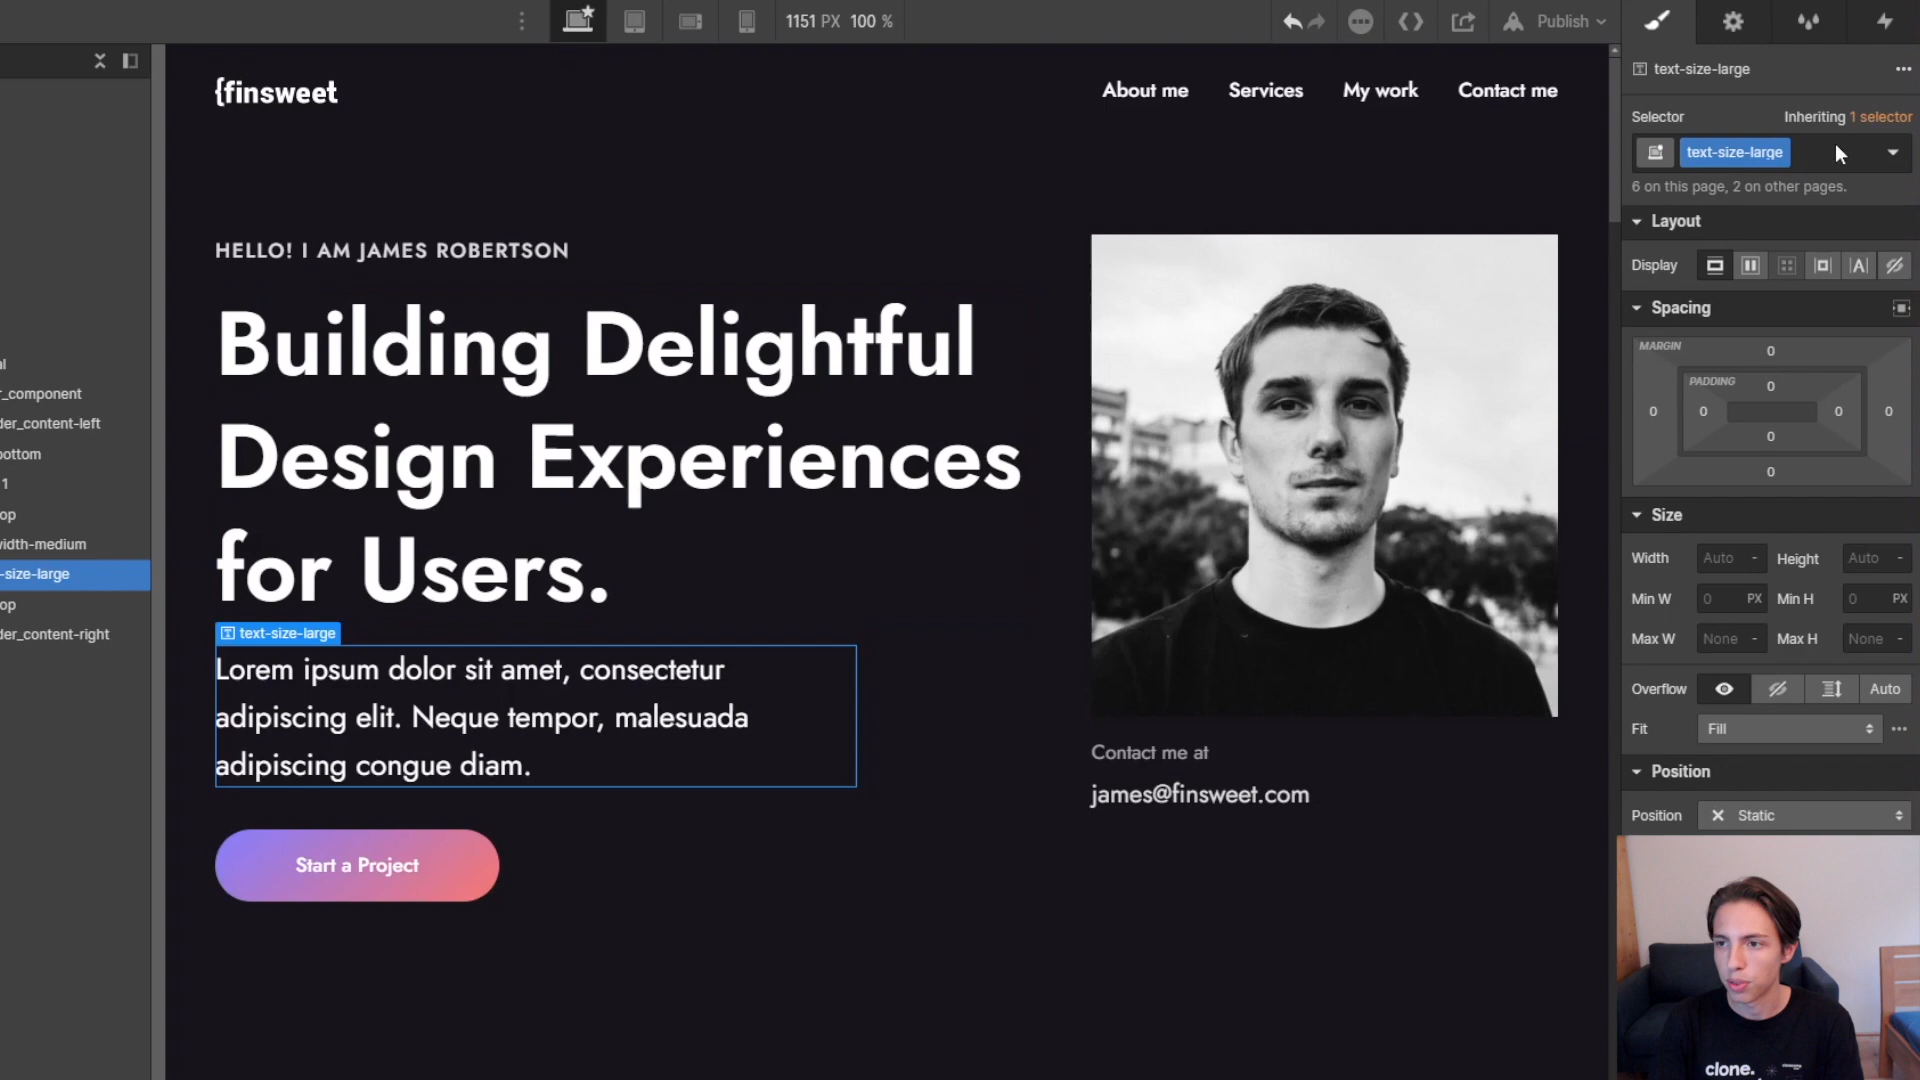 1151 PX 100 %
Publish
{finsweet
About me
Services
My work
Contact me
HELLO! I AM JAMES ROBERTSON
Building Delightful
Design Experiences
for Users.
text-size-large
Lorem ipsum dolor sit amet, consectetur
adipiscing elit. Neque tempor, malesuada
adipiscing congue diam.
Start a Project
Contact me at
james@finsweet.com
al
r_component
der_content-left
bottom
1
op
width-medium
-size-large
op
der_content-right
text-size-large
Selector
Inheriting 1 selector
text-size-large
6 on this page, 2 on other pages.
Layout
Display
Spacing
MARGIN
0
PADDING
0
0 0 0 0
0
0
Size
Width Auto - Height Auto -
Min W 0 PX Min H 0 PX
Max W None - Max H None -
Overflow Auto
Fit Fill
Position
Position Static
clone.